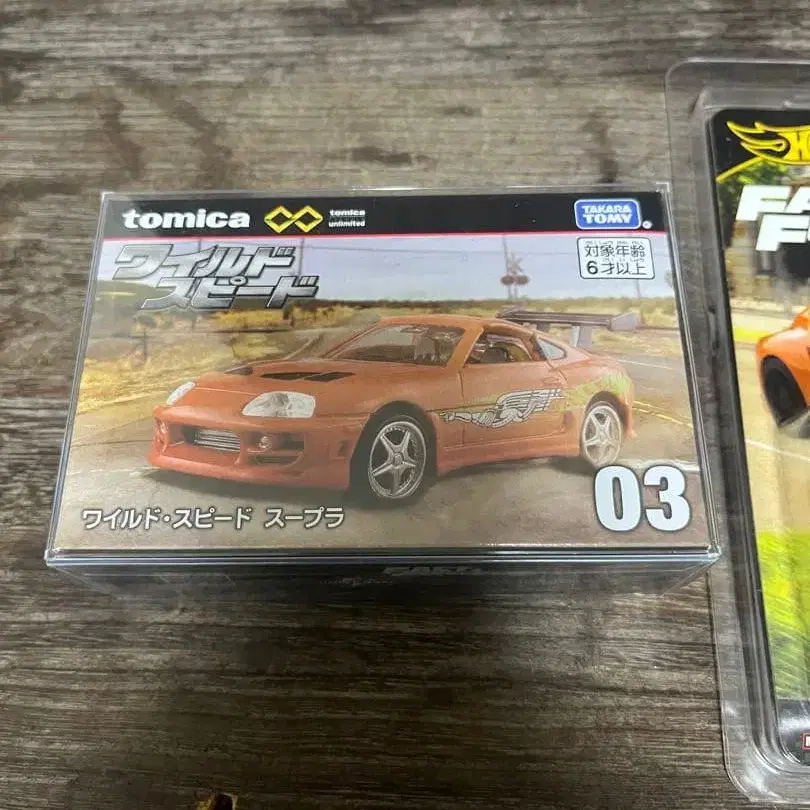 tomica
tomica
unlimited
TAKARA
TOMY
®
ワイルド
スピード
対象年齢
6才以上
ワイルド・スピード スープラ
03